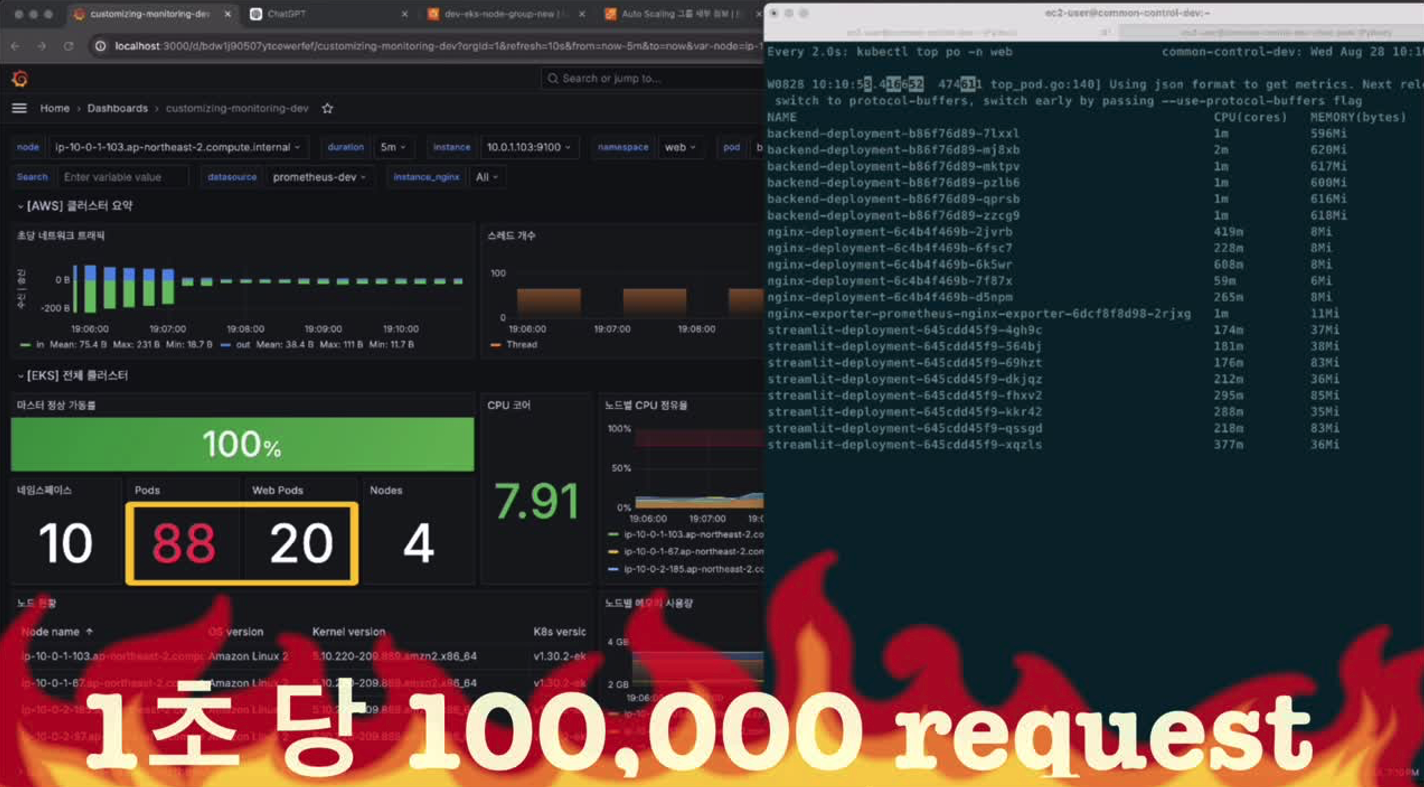 customizing-monitoring-dev
ChatGPT
dev-eks-node-group-new
Auto Scaling 그룹 세부 정보
localhost:3000/d/bdw1j90507ytcewerfef/customizing-monitoring-dev?orgId=1&refresh=10s&from=now-5m&to=now&var-node=ip-1
Search or jump to...
Home > Dashboards > customizing-monitoring-dev
node ip-10-0-1-103.ap-northeast-2.compute.internal duration 5m instance 10.0.1.103:9100 namespace web pod b
Search Enter variable value datasource prometheus-dev instance_nginx All
[AWS] 클러스터 요약
초당 네트워크 트래픽
0 B
-200 B
19:06:00 19:07:00 19:08:00 19:09:00 19:10:00
in Mean: 75.4 B Max: 231 B Min: 18.7 B out Mean: 38.4 B Max: 111 B Min: 11.7 B
스레드 개수
100
0
19:06:00 19:07:00 19:08:00
Thread
[EKS] 전체 클러스터
마스터 정상 가동률
100%
네임스페이스 Pods Web Pods Nodes
10 88 20 4
CPU 코어
7.91
노드별 CPU 점유율
100%
50%
0%
19:06:00 19:07:00 19:0
ip-10-0-1-103.ap-northeast-2.co
ip-10-0-1-67.ap-northeast-2.com
ip-10-0-2-185.ap-northeast-2.co
노드 현황
Node name ↑ OS version Kernel version K8s versic
ip-10-0-1-103.ap-northeast-2.compu Amazon Linux 2 5.10.220-209.869.amzn2.x86_64 v1.30.2-ek
ip-10-0-1-67.ap-northeast-2.comp Amazon Linux 2 5.10.220-209.869.amzn2.x86_64 v1.30.2-ek
노드별 메모리 사용량
4 GB
2 GB
ec2-user@common-control-dev:~
Every 2.0s: kubectl top po -n web common-control-dev: Wed Aug 28 10:10
W0828 10:10:53.416652 474611 top_pod.go:140] Using json format to get metrics. Next rele
switch to protocol-buffers, switch early by passing --use-protocol-buffers flag
NAME CPU(cores) MEMORY(bytes)
backend-deployment-b86f76d89-7lxxl 1m 596Mi
backend-deployment-b86f76d89-mj8xb 2m 620Mi
backend-deployment-b86f76d89-mktpv 1m 617Mi
backend-deployment-b86f76d89-pzlb6 1m 600Mi
backend-deployment-b86f76d89-qprsb 1m 616Mi
backend-deployment-b86f76d89-zzcg9 1m 618Mi
nginx-deployment-6c4b4f469b-2jvrb 419m 8Mi
nginx-deployment-6c4b4f469b-6fsc7 228m 8Mi
nginx-deployment-6c4b4f469b-6k5wr 608m 8Mi
nginx-deployment-6c4b4f469b-7f87x 59m 6Mi
nginx-deployment-6c4b4f469b-d5npm 265m 8Mi
nginx-exporter-prometheus-nginx-exporter-6dcf8f8d98-2rjxg 1m 11Mi
streamlit-deployment-645cdd45f9-4gh9c 174m 37Mi
streamlit-deployment-645cdd45f9-564bj 181m 38Mi
streamlit-deployment-645cdd45f9-69hzt 176m 83Mi
streamlit-deployment-645cdd45f9-dkjqz 212m 36Mi
streamlit-deployment-645cdd45f9-fhxv2 295m 85Mi
streamlit-deployment-645cdd45f9-kkr42 288m 35Mi
streamlit-deployment-645cdd45f9-qssgd 218m 83Mi
streamlit-deployment-645cdd45f9-xqzls 377m 36Mi
1초 당 100,000 request